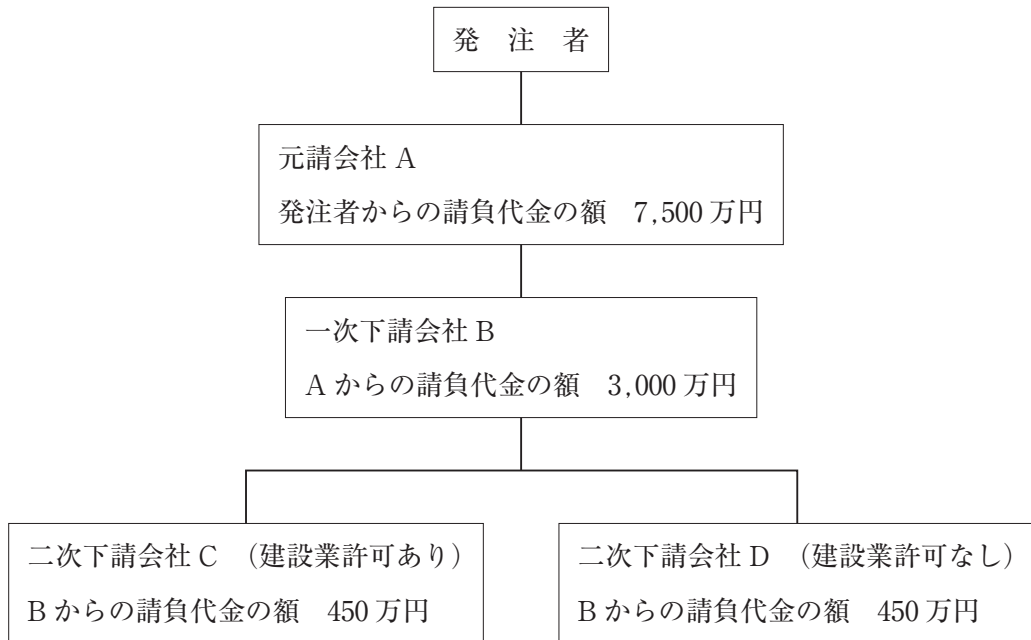 発 注 者
元請会社 A
発注者からの請負代金の額 7,500 万円
一次下請会社 B
A からの請負代金の額 3,000 万円
二次下請会社 C (建設業許可あり)
B からの請負代金の額 450 万円
二次下請会社 D (建設業許可なし)
B からの請負代金の額 450 万円